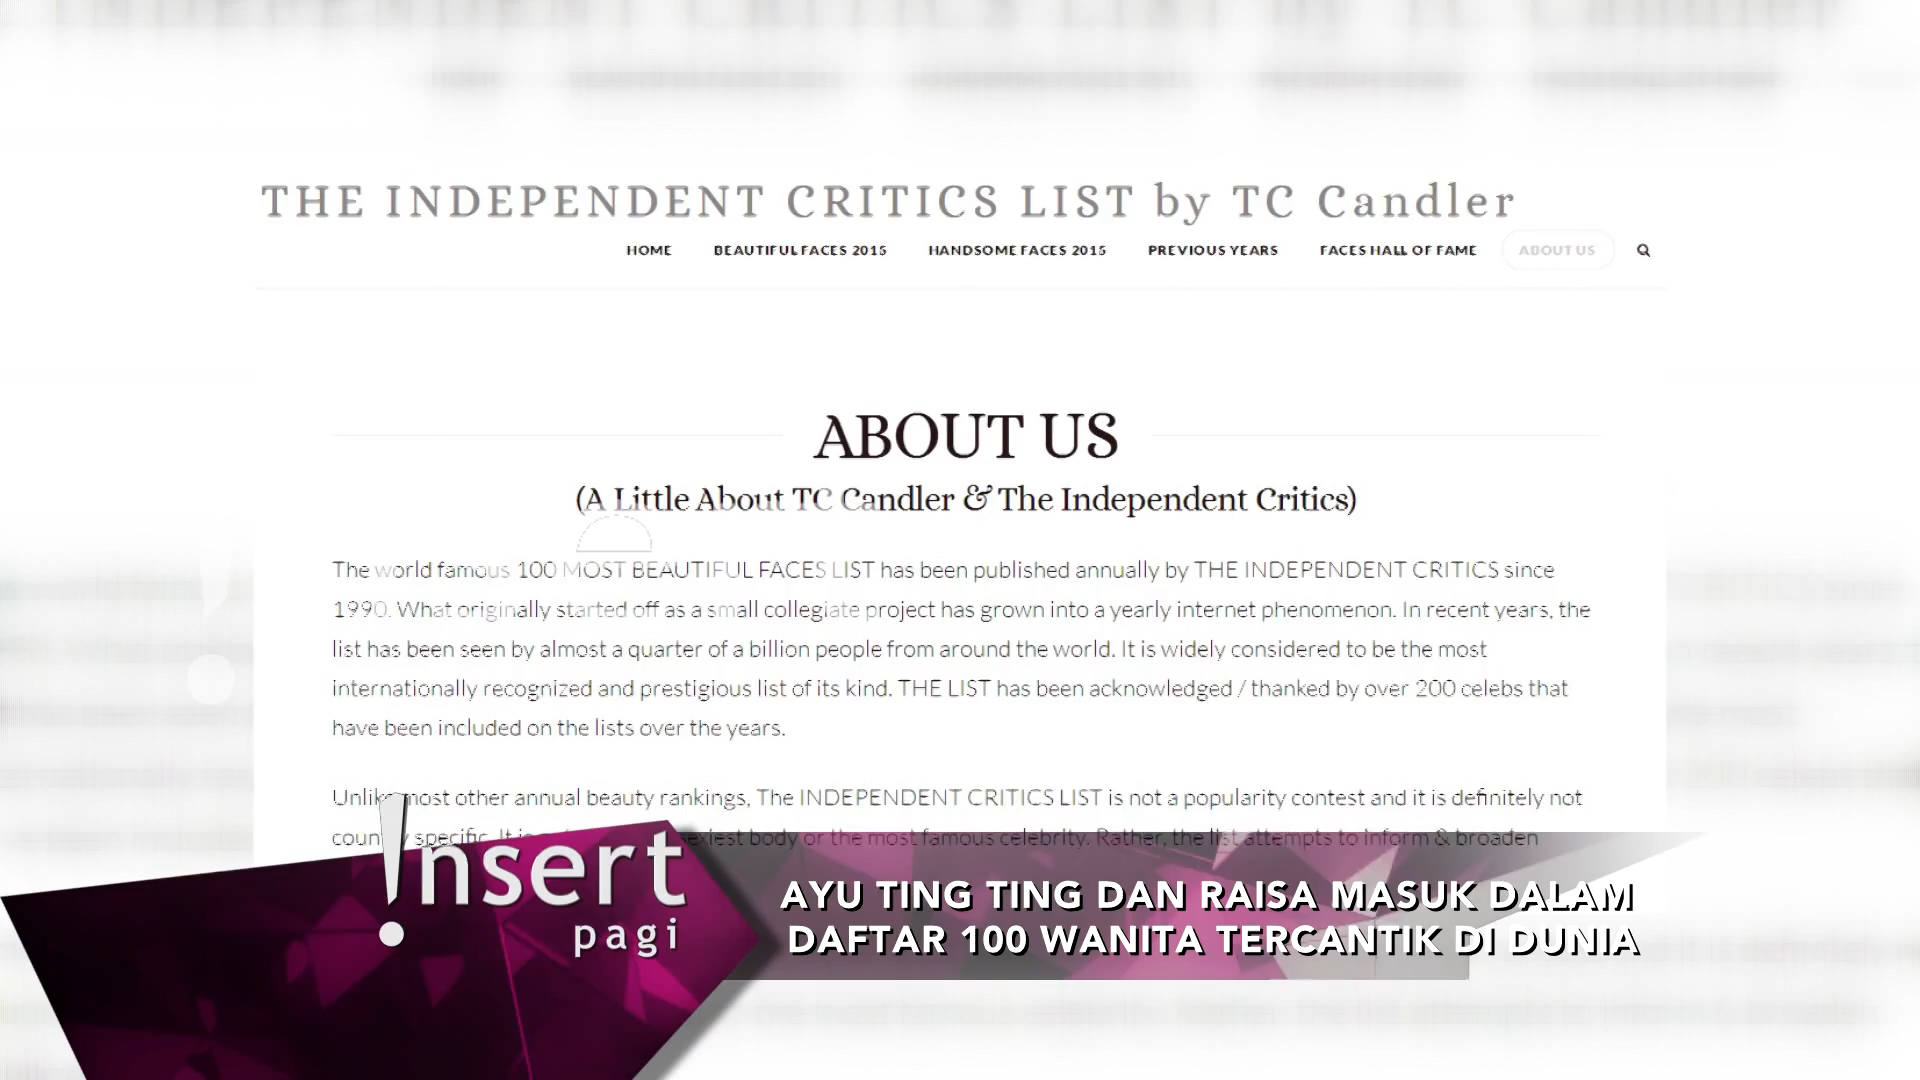 THE INDEPENDENT CRITICS LIST by TC Candler
HOME BEAUTIFUL FACES 2015 HANDSOME FACES 2015 PREVIOUS YEARS FACES HALL OF FAME ABOUT US
ABOUT US
(A Little About TC Candler & The Independent Critics)
The world famous 100 MOST BEAUTIFUL FACES LIST has been published annually by THE INDEPENDENT CRITICS since
1990. What originally started off as a small collegiate project has grown into a yearly internet phenomenon. In recent years, the
list has been seen by almost a quarter of a billion people from around the world. It is widely considered to be the most
internationally recognized and prestigious list of its kind. THE LIST has been acknowledged / thanked by over 200 celebs that
have been included on the lists over the years.
Unlike most other annual beauty rankings, The INDEPENDENT CRITICS LIST is not a popularity contest and it is definitely not
country specific. It is body or the most famous celebrity. Rather, the list attempts to inform & broaden
!nsert
pagi
AYU TING TING DAN RAISA MASUK DALAM
DAFTAR 100 WANITA TERCANTIK DI DUNIA